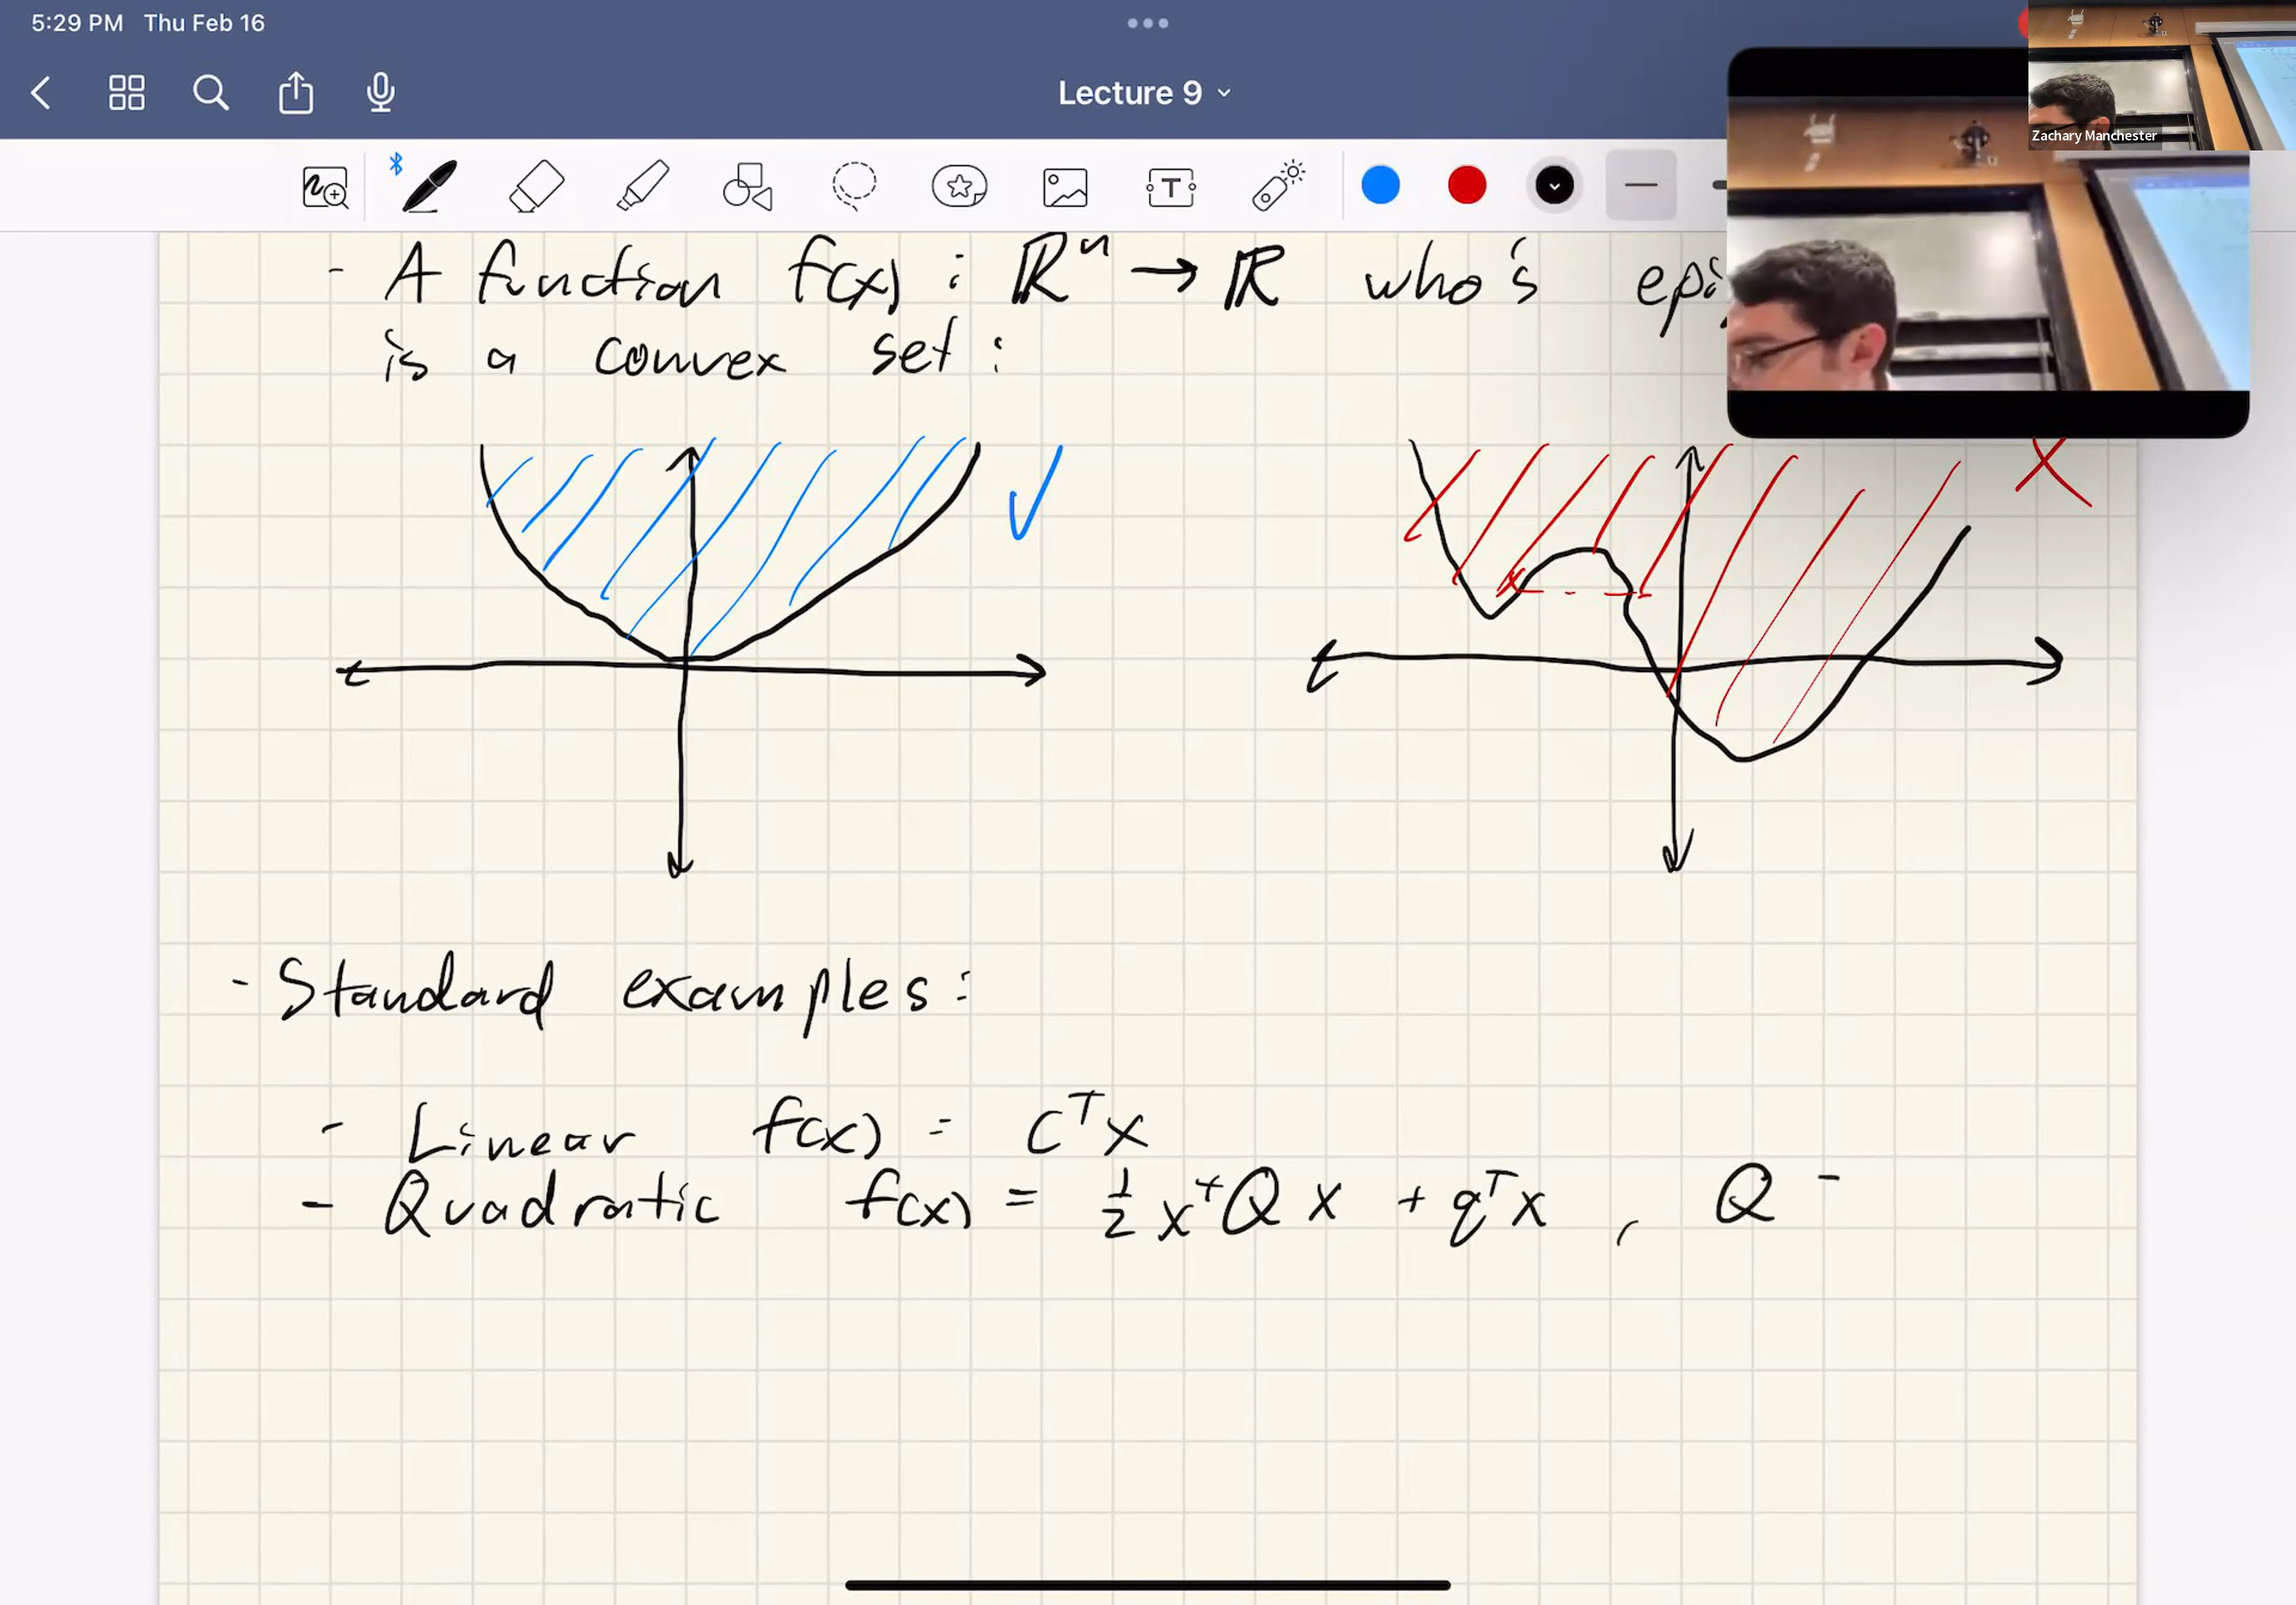 5:29 PM Thu Feb 16
Lecture 9
Zachary Manchester
T
- A function f(x) : ℝⁿ → ℝ who's
is a convex set :
- Standard examples :
- Linear f(x) = cᵀx
- Quadratic f(x) = ½ xᵀQx + qᵀx , Q